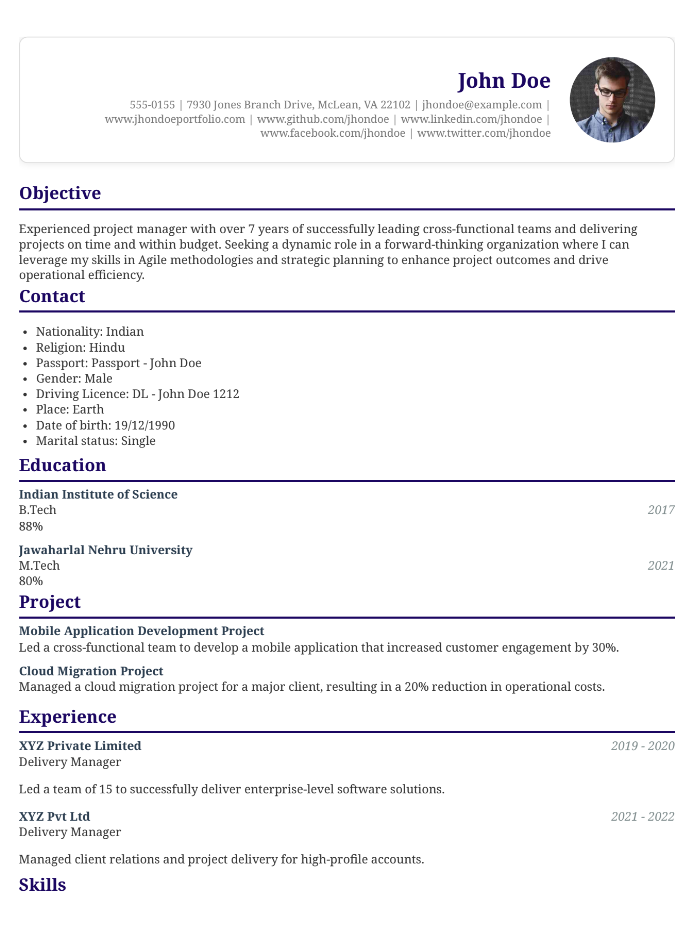 John Doe
555-0155 | 7930 Jones Branch Drive, McLean, VA 22102 | jhondoe@example.com |
www.jhondoeportfolio.com | www.github.com/jhondoe | www.linkedin.com/jhondoe |
www.facebook.com/jhondoe | www.twitter.com/jhondoe
Objective
Experienced project manager with over 7 years of successfully leading cross-functional teams and delivering
projects on time and within budget. Seeking a dynamic role in a forward-thinking organization where I can
leverage my skills in Agile methodologies and strategic planning to enhance project outcomes and drive
operational efficiency.
Contact
• Nationality: Indian
• Religion: Hindu
• Passport: Passport - John Doe
• Gender: Male
• Driving Licence: DL - John Doe 1212
• Place: Earth
• Date of birth: 19/12/1990
• Marital status: Single
Education
Indian Institute of Science
B.Tech 2017
88%
Jawaharlal Nehru University
M.Tech 2021
80%
Project
Mobile Application Development Project
Led a cross-functional team to develop a mobile application that increased customer engagement by 30%.
Cloud Migration Project
Managed a cloud migration project for a major client, resulting in a 20% reduction in operational costs.
Experience
XYZ Private Limited 2019 - 2020
Delivery Manager
Led a team of 15 to successfully deliver enterprise-level software solutions.
XYZ Pvt Ltd 2021 - 2022
Delivery Manager
Managed client relations and project delivery for high-profile accounts.
Skills